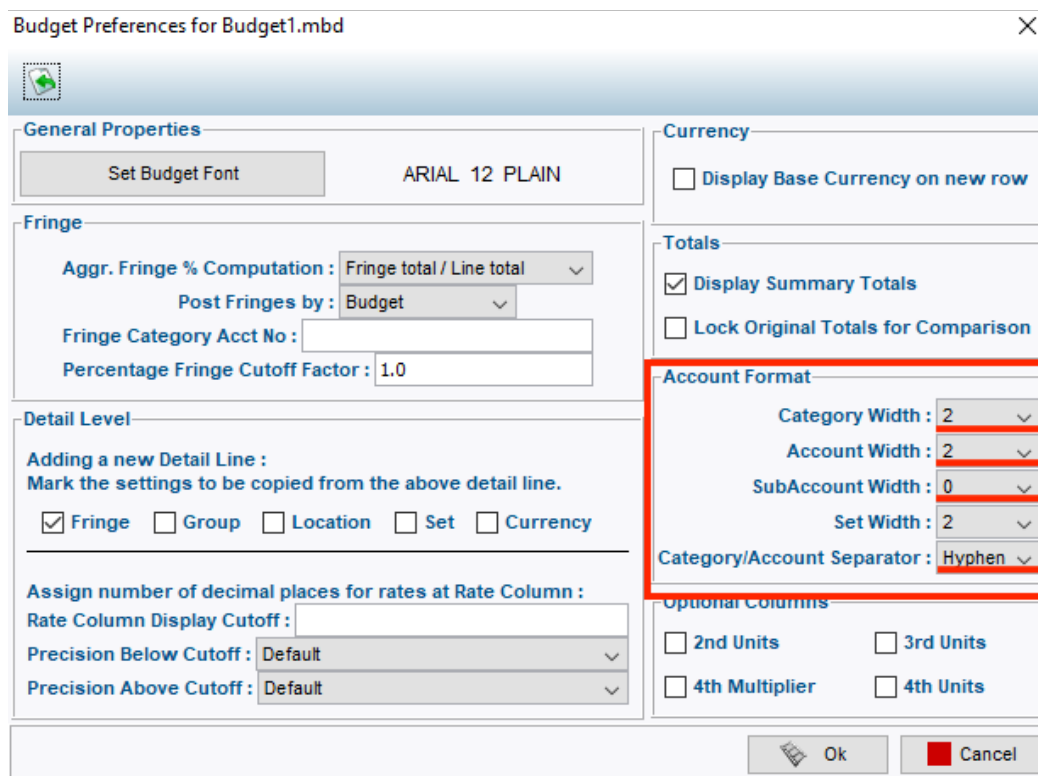 Budget Preferences for Budget1.mbd
General Properties
Set Budget Font
ARIAL 12 PLAIN
Fringe
Aggr. Fringe % Computation : Fringe total / Line total
Post Fringes by : Budget
Fringe Category Acct No :
Percentage Fringe Cutoff Factor : 1.0
Detail Level
Adding a new Detail Line :
Mark the settings to be copied from the above detail line.
Fringe Group Location Set Currency
Assign number of decimal places for rates at Rate Column :
Rate Column Display Cutoff :
Precision Below Cutoff : Default
Precision Above Cutoff : Default
Currency
Display Base Currency on new row
Totals
Display Summary Totals
Lock Original Totals for Comparison
Account Format
Category Width : 2
Account Width : 2
SubAccount Width : 0
Set Width : 2
Category/Account Separator : Hyphen
Optional Columns
2nd Units 3rd Units
4th Multiplier 4th Units
Ok Cancel